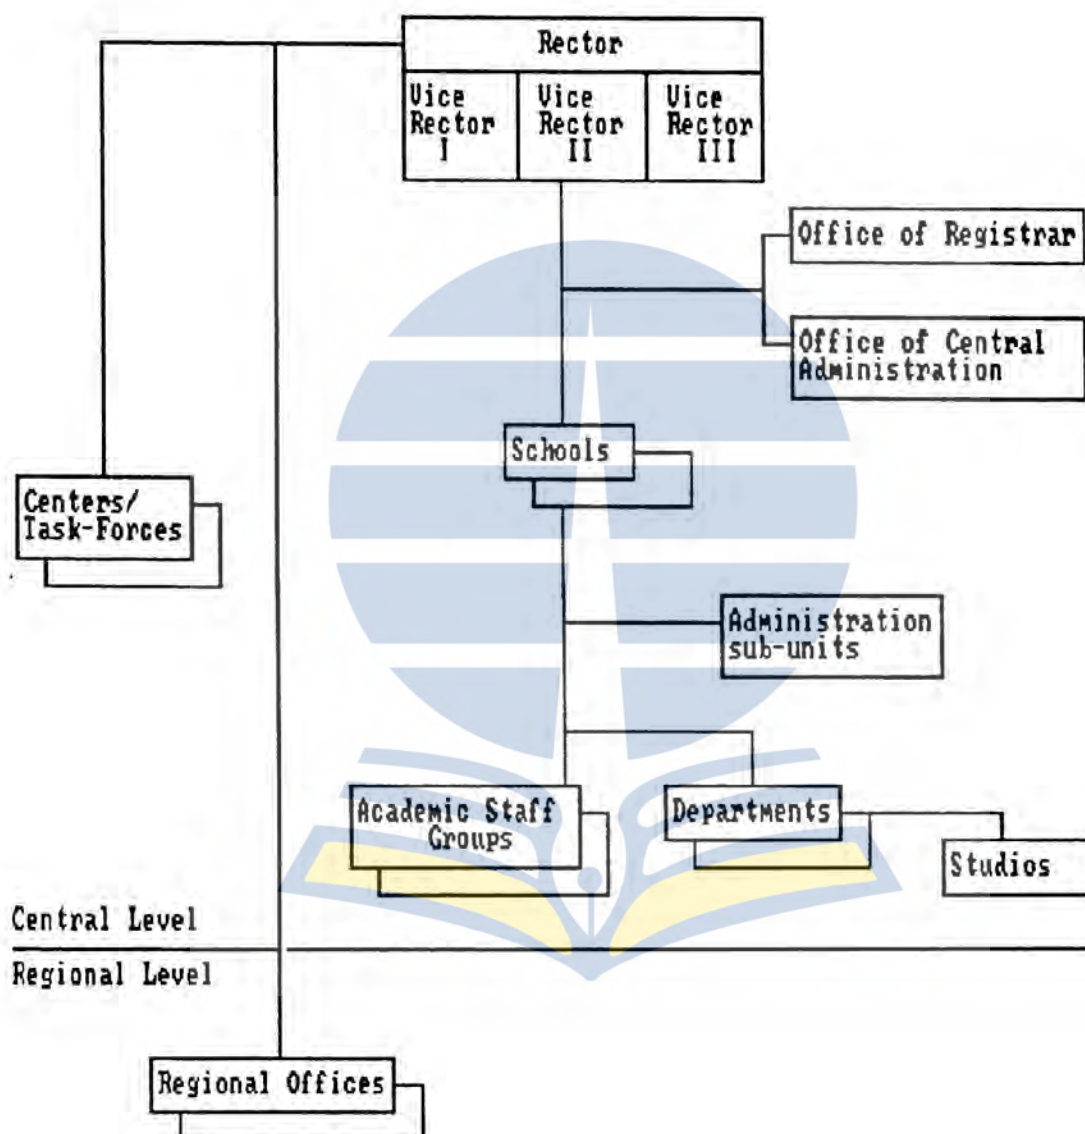 Rector
Vice
Rector
I
Vice
Rector
II
Vice
Rector
III
Office of Registrar
Office of Central
Administration
Schools
Centers/
Task-Forces
Administration
sub-units
Academic Staff
Groups
Departments
Studios
Central Level
Regional Level
Regional Offices